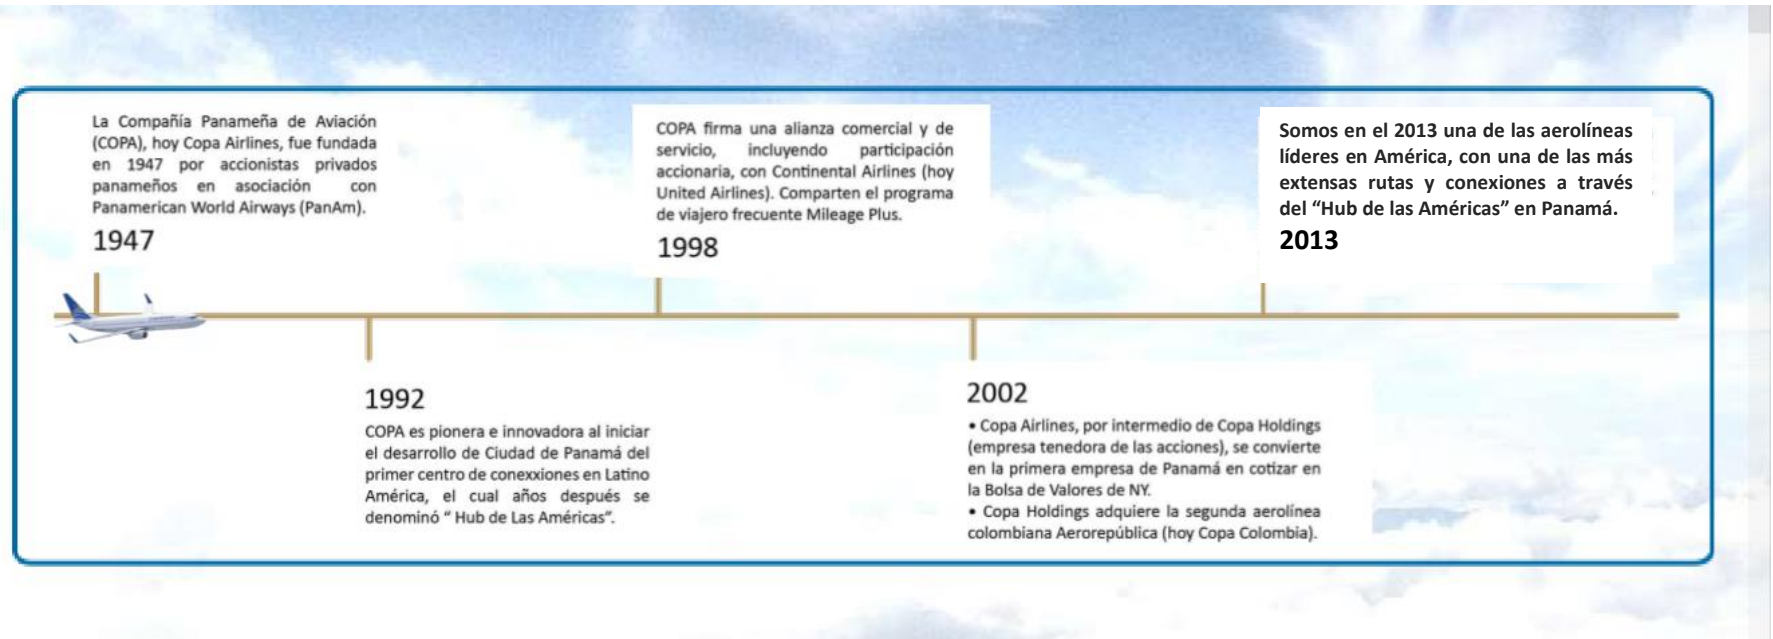 La Compañía Panameña de Aviación
(COPA), hoy Copa Airlines, fue fundada
en 1947 por accionistas privados
panameños en asociación con
Panamerican World Airways (PanAm).
1947
1992
COPA es pionera e innovadora al iniciar
el desarrollo de Ciudad de Panamá del
primer centro de conexxiones en Latino
América, el cual años después se
denominó “ Hub de Las Américas”.
COPA firma una alianza comercial y de
servicio, incluyendo participación
accionaria, con Continental Airlines (hoy
United Airlines). Comparten el programa
de viajero frecuente Mileage Plus.
1998
2002
• Copa Airlines, por intermedio de Copa Holdings
(empresa tenedora de las acciones), se convierte
en la primera empresa de Panamá en cotizar en
la Bolsa de Valores de NY.
• Copa Holdings adquiere la segunda aerolínea
colombiana Aerorepública (hoy Copa Colombia).
Somos en el 2013 una de las aerolíneas
líderes en América, con una de las más
extensas rutas y conexiones a través
del “Hub de las Américas” en Panamá.
2013